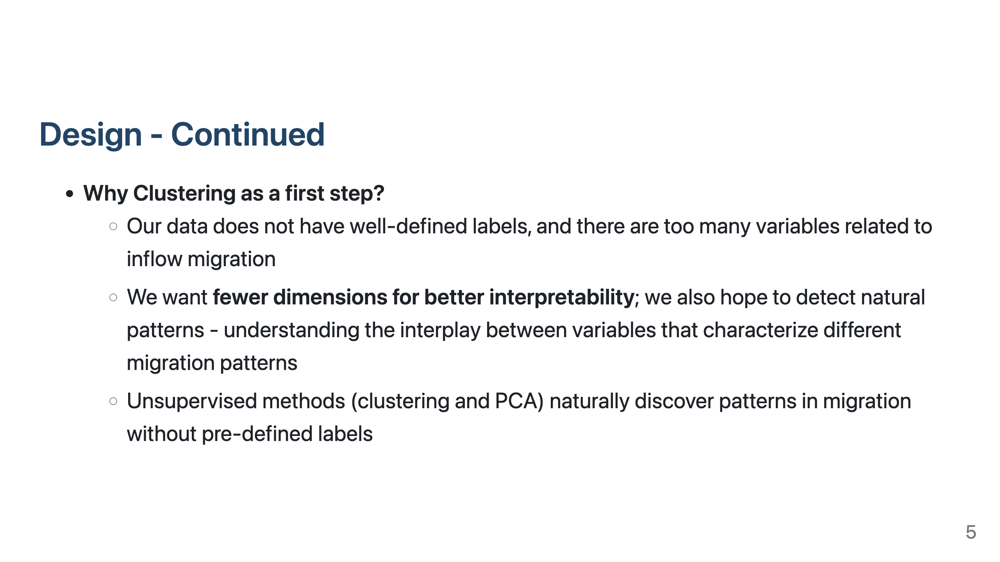 Design - Continued
• Why Clustering as a first step?
○ Our data does not have well-defined labels, and there are too many variables related to
inflow migration
○ We want fewer dimensions for better interpretability; we also hope to detect natural
patterns - understanding the interplay between variables that characterize different
migration patterns
○ Unsupervised methods (clustering and PCA) naturally discover patterns in migration
without pre-defined labels
5